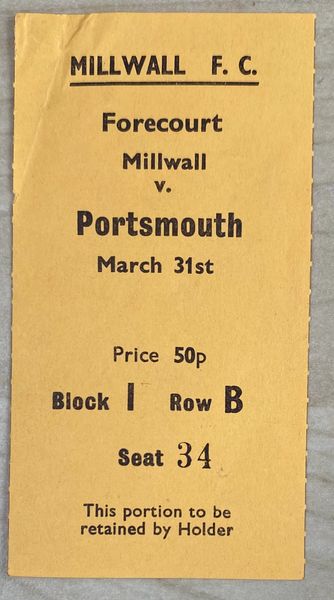 MILLWALL F. C.
Forecourt
Millwall
v.
Portsmouth
March 31st
Price 50p
Block I Row B
Seat 34
This portion to be
retained by Holder